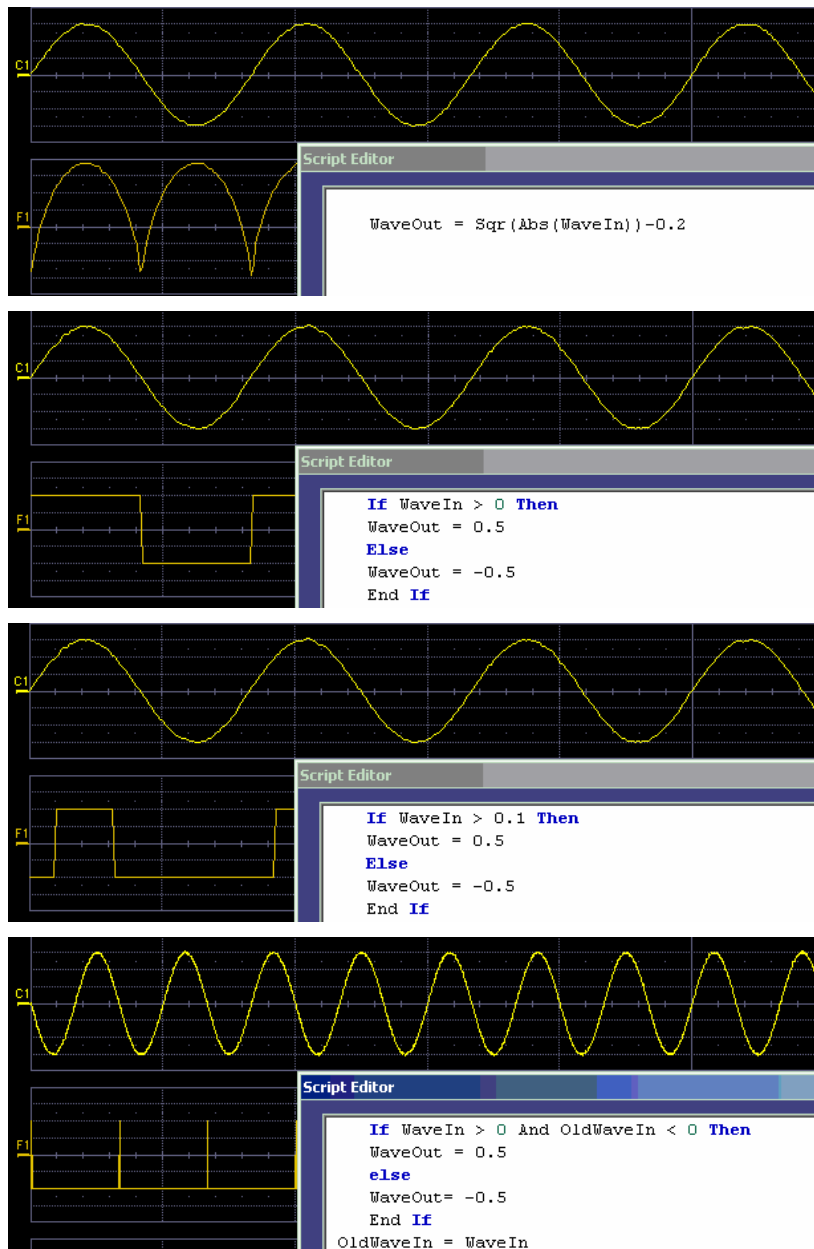 C1
F1
Script Editor
WaveOut = Sqr(Abs(WaveIn))-0.2
C1
F1
Script Editor
If WaveIn > 0 Then
WaveOut = 0.5
Else
WaveOut = -0.5
End If
C1
F1
Script Editor
If WaveIn > 0.1 Then
WaveOut = 0.5
Else
WaveOut = -0.5
End If
C1
F1
Script Editor
If WaveIn > 0 And OldWaveIn < 0 Then
WaveOut = 0.5
else
WaveOut= -0.5
End If
OldWaveIn = WaveIn